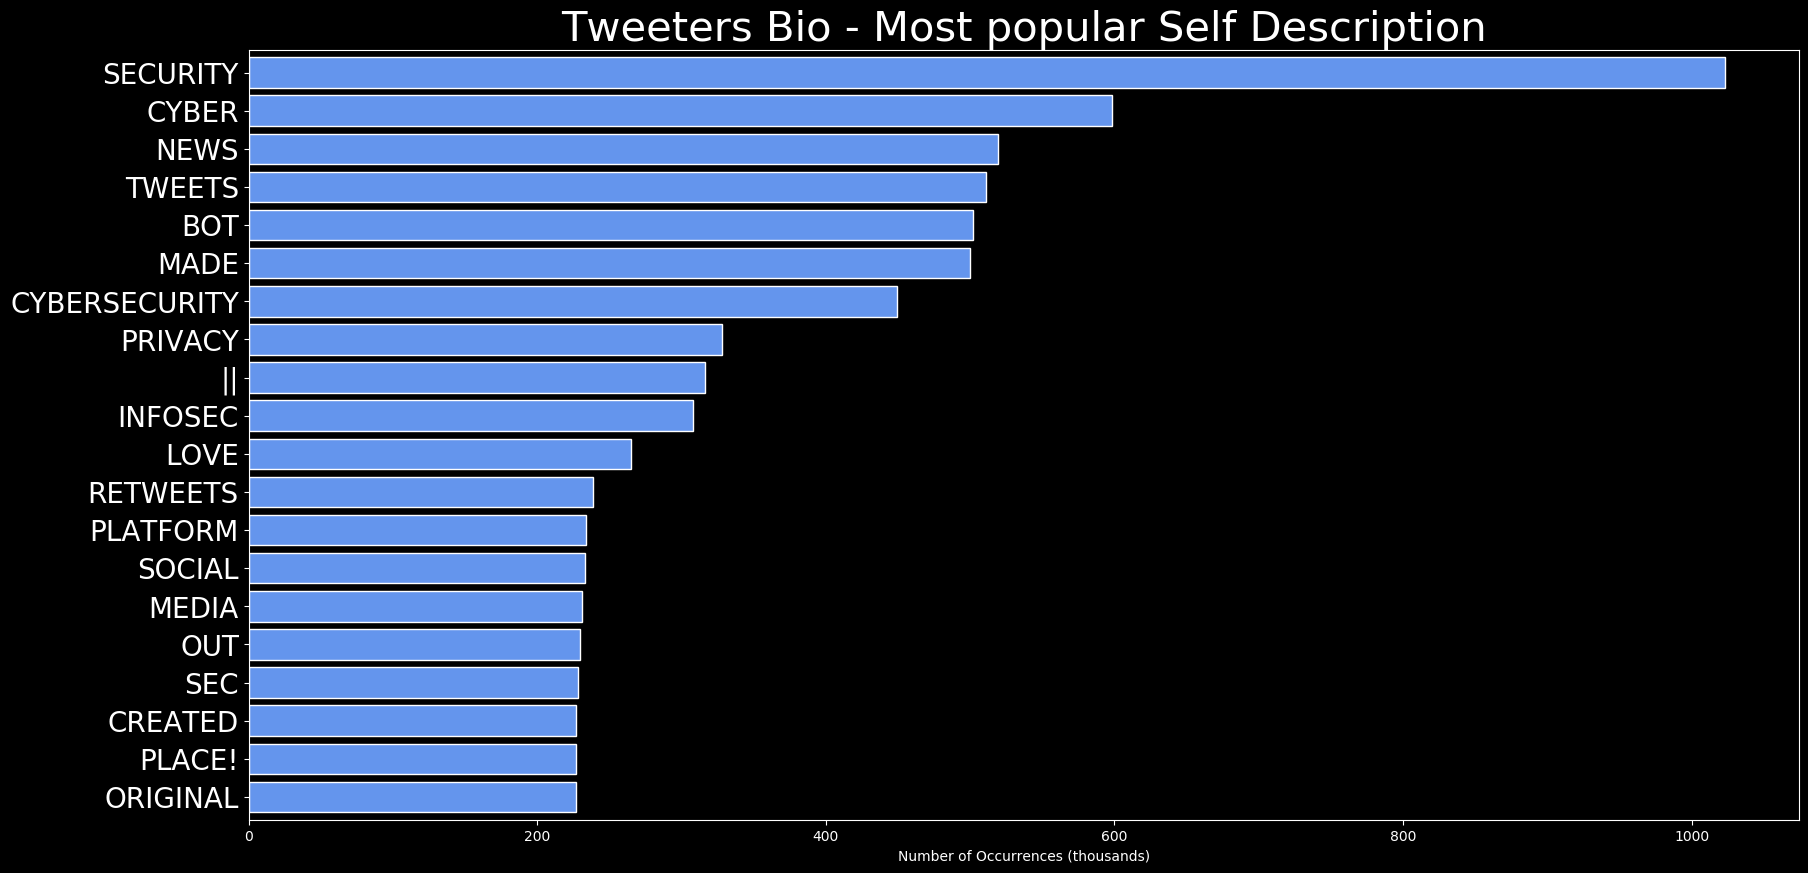 Tweeters Bio - Most popular Self Description
SECURITY
CYBER
NEWS
TWEETS
BOT
MADE
CYBERSECURITY
PRIVACY
||
INFOSEC
LOVE
RETWEETS
PLATFORM
SOCIAL
MEDIA
OUT
SEC
CREATED
PLACE!
ORIGINAL
0 200 400 600 800 1000
Number of Occurrences (thousands)